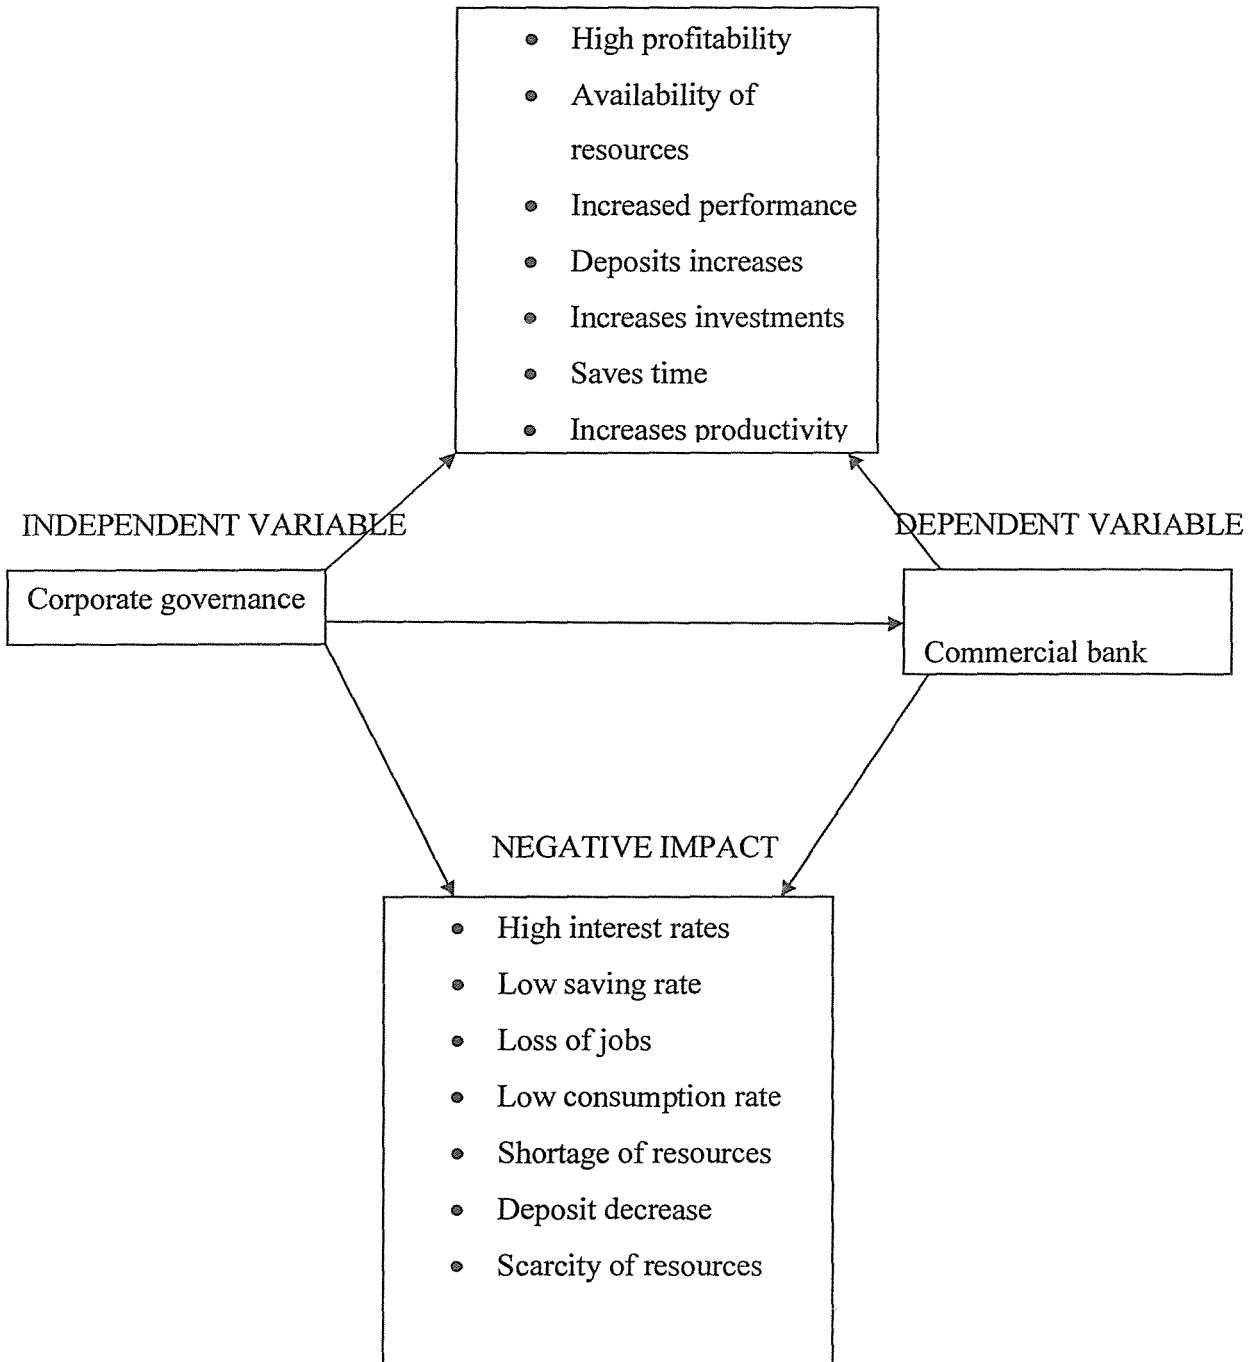 • High profitability
• Availability of
resources
• Increased performance
• Deposits increases
• Increases investments
• Saves time
• Increases productivity
INDEPENDENT VARIABLE
DEPENDENT VARIABLE
Corporate governance
Commercial bank
NEGATIVE IMPACT
• High interest rates
• Low saving rate
• Loss of jobs
• Low consumption rate
• Shortage of resources
• Deposit decrease
• Scarcity of resources